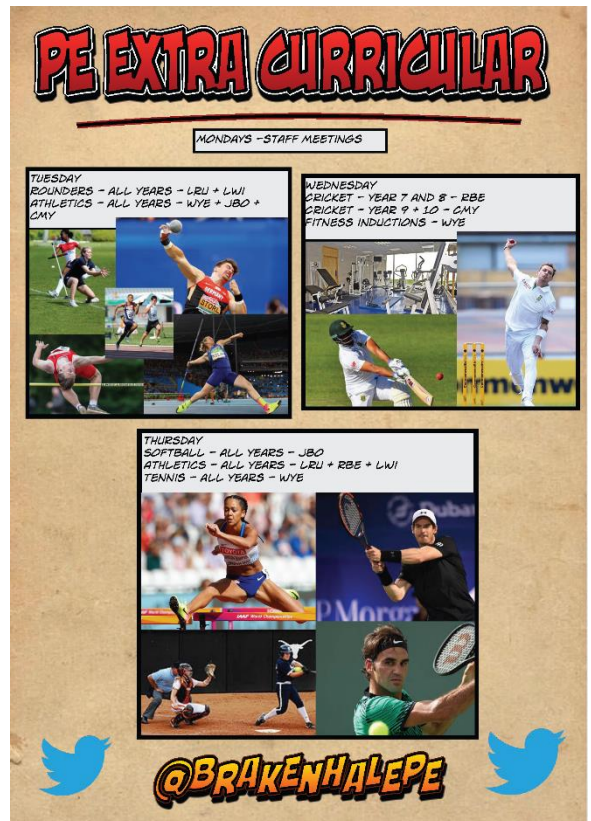 PE EXTRA CURRICULAR
MONDAYS -STAFF MEETINGS
TUESDAY
ROUNDERS - ALL YEARS - LRU + LWI
ATHLETICS - ALL YEARS - WYE + JBO +
CMY
WEDNESDAY
CRICKET - YEAR 7 AND 8 - RBE
CRICKET - YEAR 9 + 10 - CMY
FITNESS INDUCTIONS - WYE
THURSDAY
SOFTBALL - ALL YEARS - JBO
ATHLETICS - ALL YEARS - LRU + RBE + LWI
TENNIS - ALL YEARS - WYE
@BRAKENHALEPE